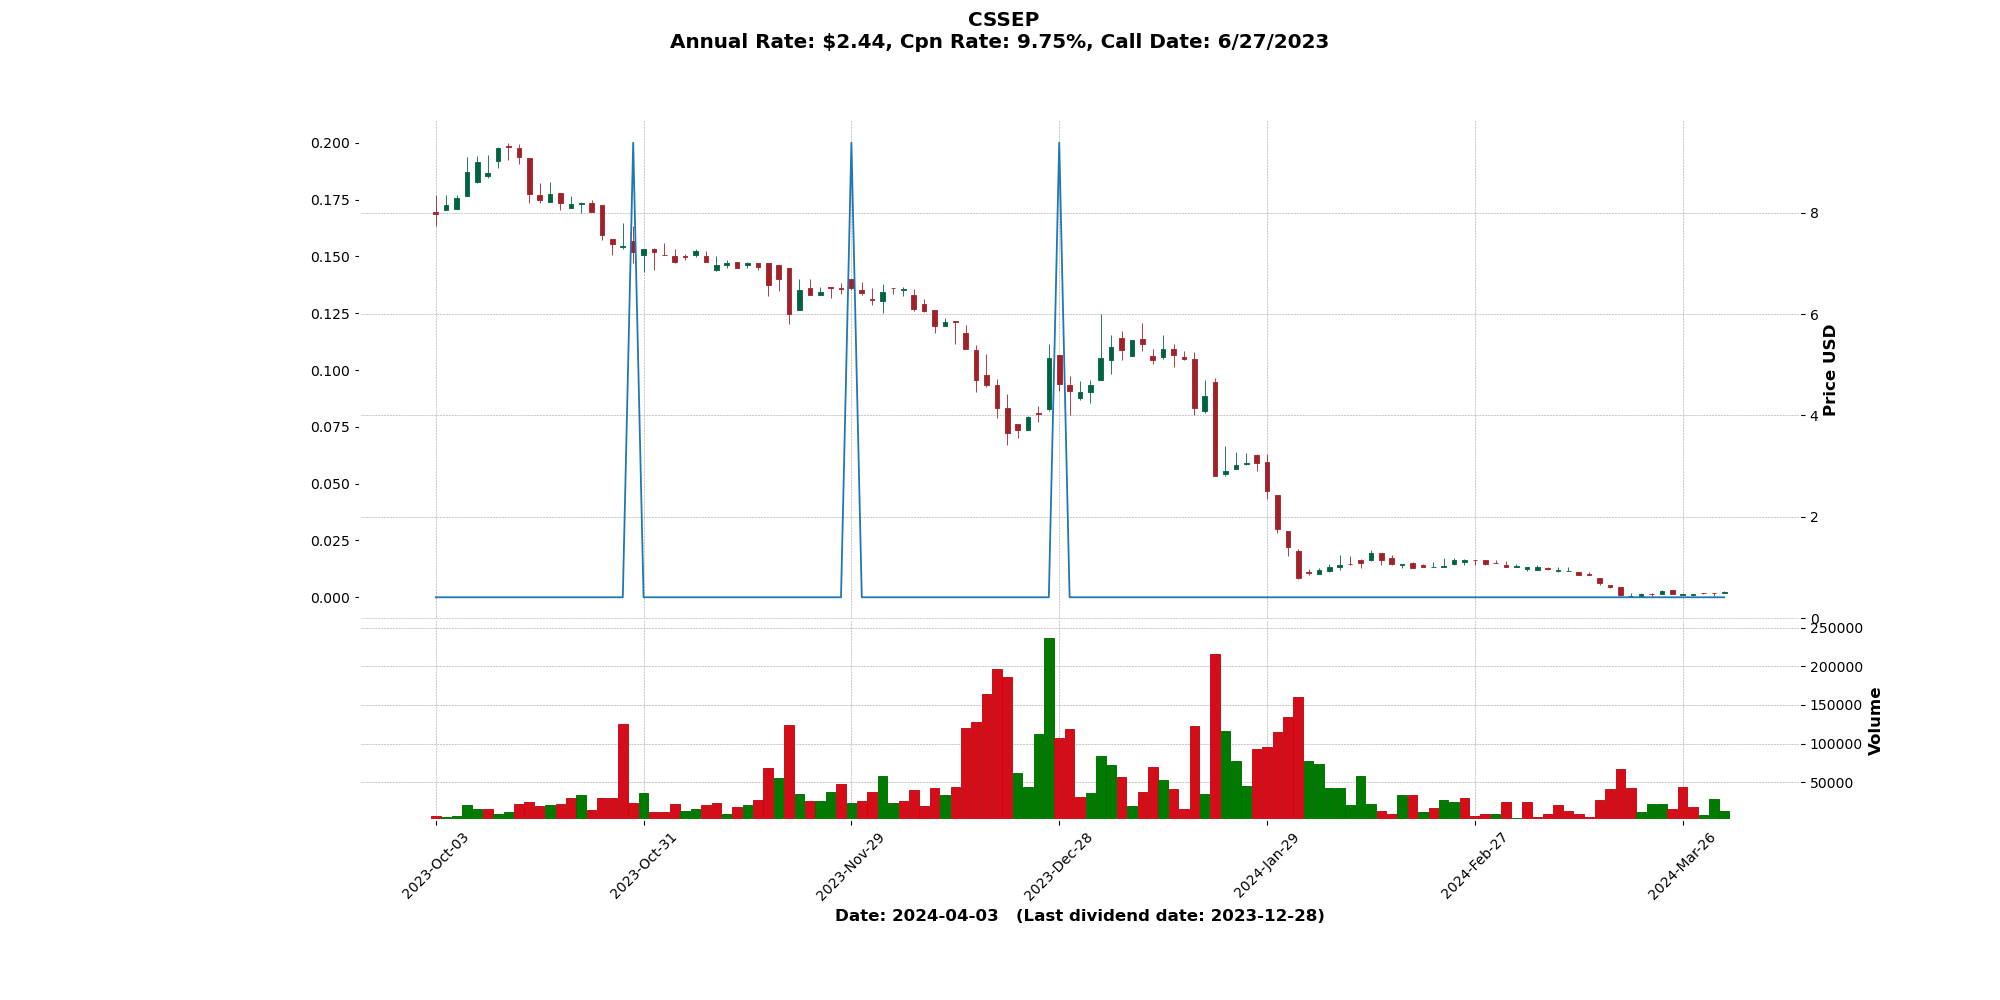 CSSEP
Annual Rate: $2.44, Cpn Rate: 9.75%, Call Date: 6/27/2023
0.200
0.175
0.150
0.125
0.100
0.075
0.050
0.025
0.000
8
6
4
2
0
Price USD
250000
200000
150000
100000
50000
Volume
2023-Oct-03
2023-Oct-31
2023-Nov-29
2023-Dec-28
2024-Jan-29
2024-Feb-27
2024-Mar-26
Date: 2024-04-03 (Last dividend date: 2023-12-28)